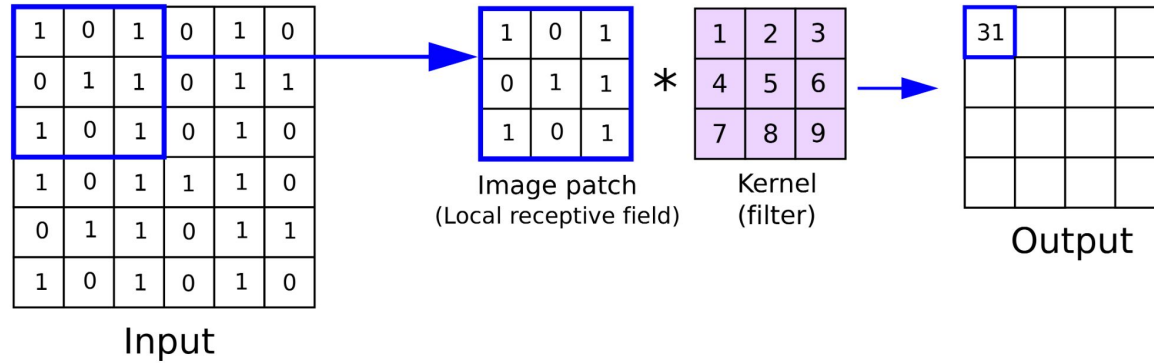 1 0 1 0 1 0
0 1 1 0 1 1
1 0 1 0 1 0
1 0 1 1 1 0
0 1 1 0 1 1
1 0 1 0 1 0
Input
1 0 1
0 1 1
1 0 1
Image patch
(Local receptive field)
*
1 2 3
4 5 6
7 8 9
Kernel
(filter)
31
Output